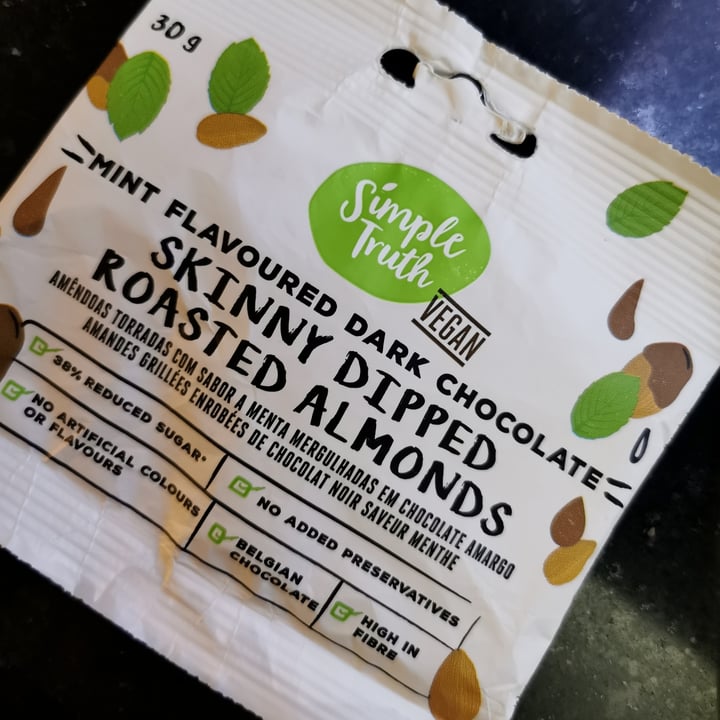 30g
Simple
Truth
VEGAN
MINT FLAVOURED DARK CHOCOLATE
SKINNY DIPPED
ROASTED ALMONDS
AMÊNDOAS TORRADAS COM SABOR A MENTA MERGULHADAS EM CHOCOLATE AMARGO
AMANDES GRILLÉES ENROBÉES DE CHOCOLAT NOIR SAVEUR MENTHE
38% REDUCED SUGAR*
NO ARTIFICIAL COLOURS
OR FLAVOURS
NO ADDED PRESERVATIVES
BELGIAN
CHOCOLATE
HIGH IN
FIBRE